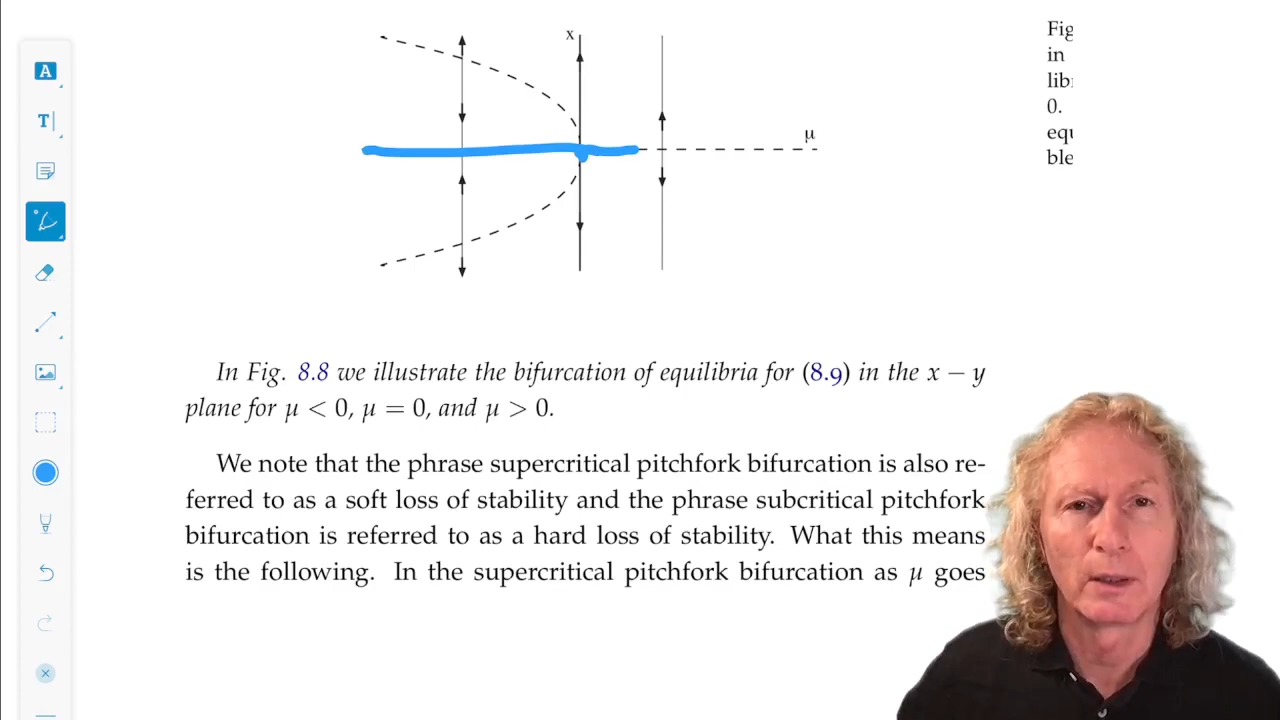 x
μ
Fig
in
lib
0.
equ
ble
In Fig. 8.8 we illustrate the bifurcation of equilibria for (8.9) in the x − y
plane for μ < 0, μ = 0, and μ > 0.
We note that the phrase supercritical pitchfork bifurcation is also re-
ferred to as a soft loss of stability and the phrase subcritical pitchfork
bifurcation is referred to as a hard loss of stability. What this means
is the following. In the supercritical pitchfork bifurcation as μ goes
A
T